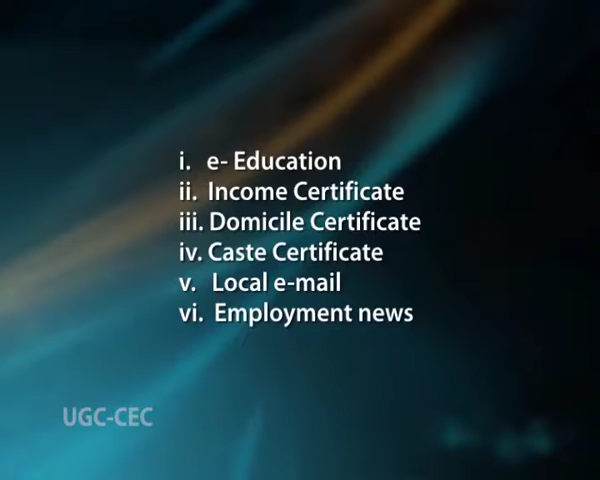 i. e- Education
ii. Income Certificate
iii. Domicile Certificate
iv. Caste Certificate
v. Local e-mail
vi. Employment news
UGC-CEC